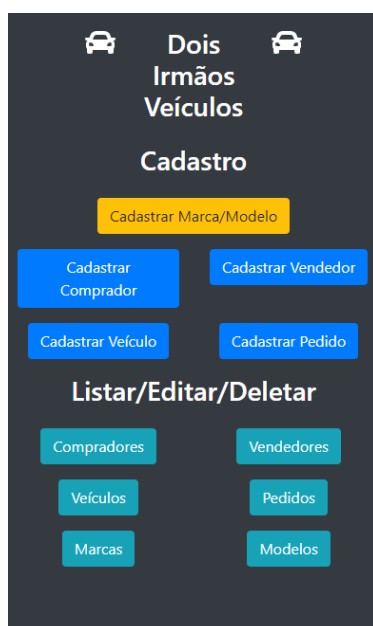 Dois
Irmãos
Veículos
Cadastro
Cadastrar Marca/Modelo
Cadastrar
Comprador
Cadastrar Vendedor
Cadastrar Veículo
Cadastrar Pedido
Listar/Editar/Deletar
Compradores
Vendedores
Veículos
Pedidos
Marcas
Modelos